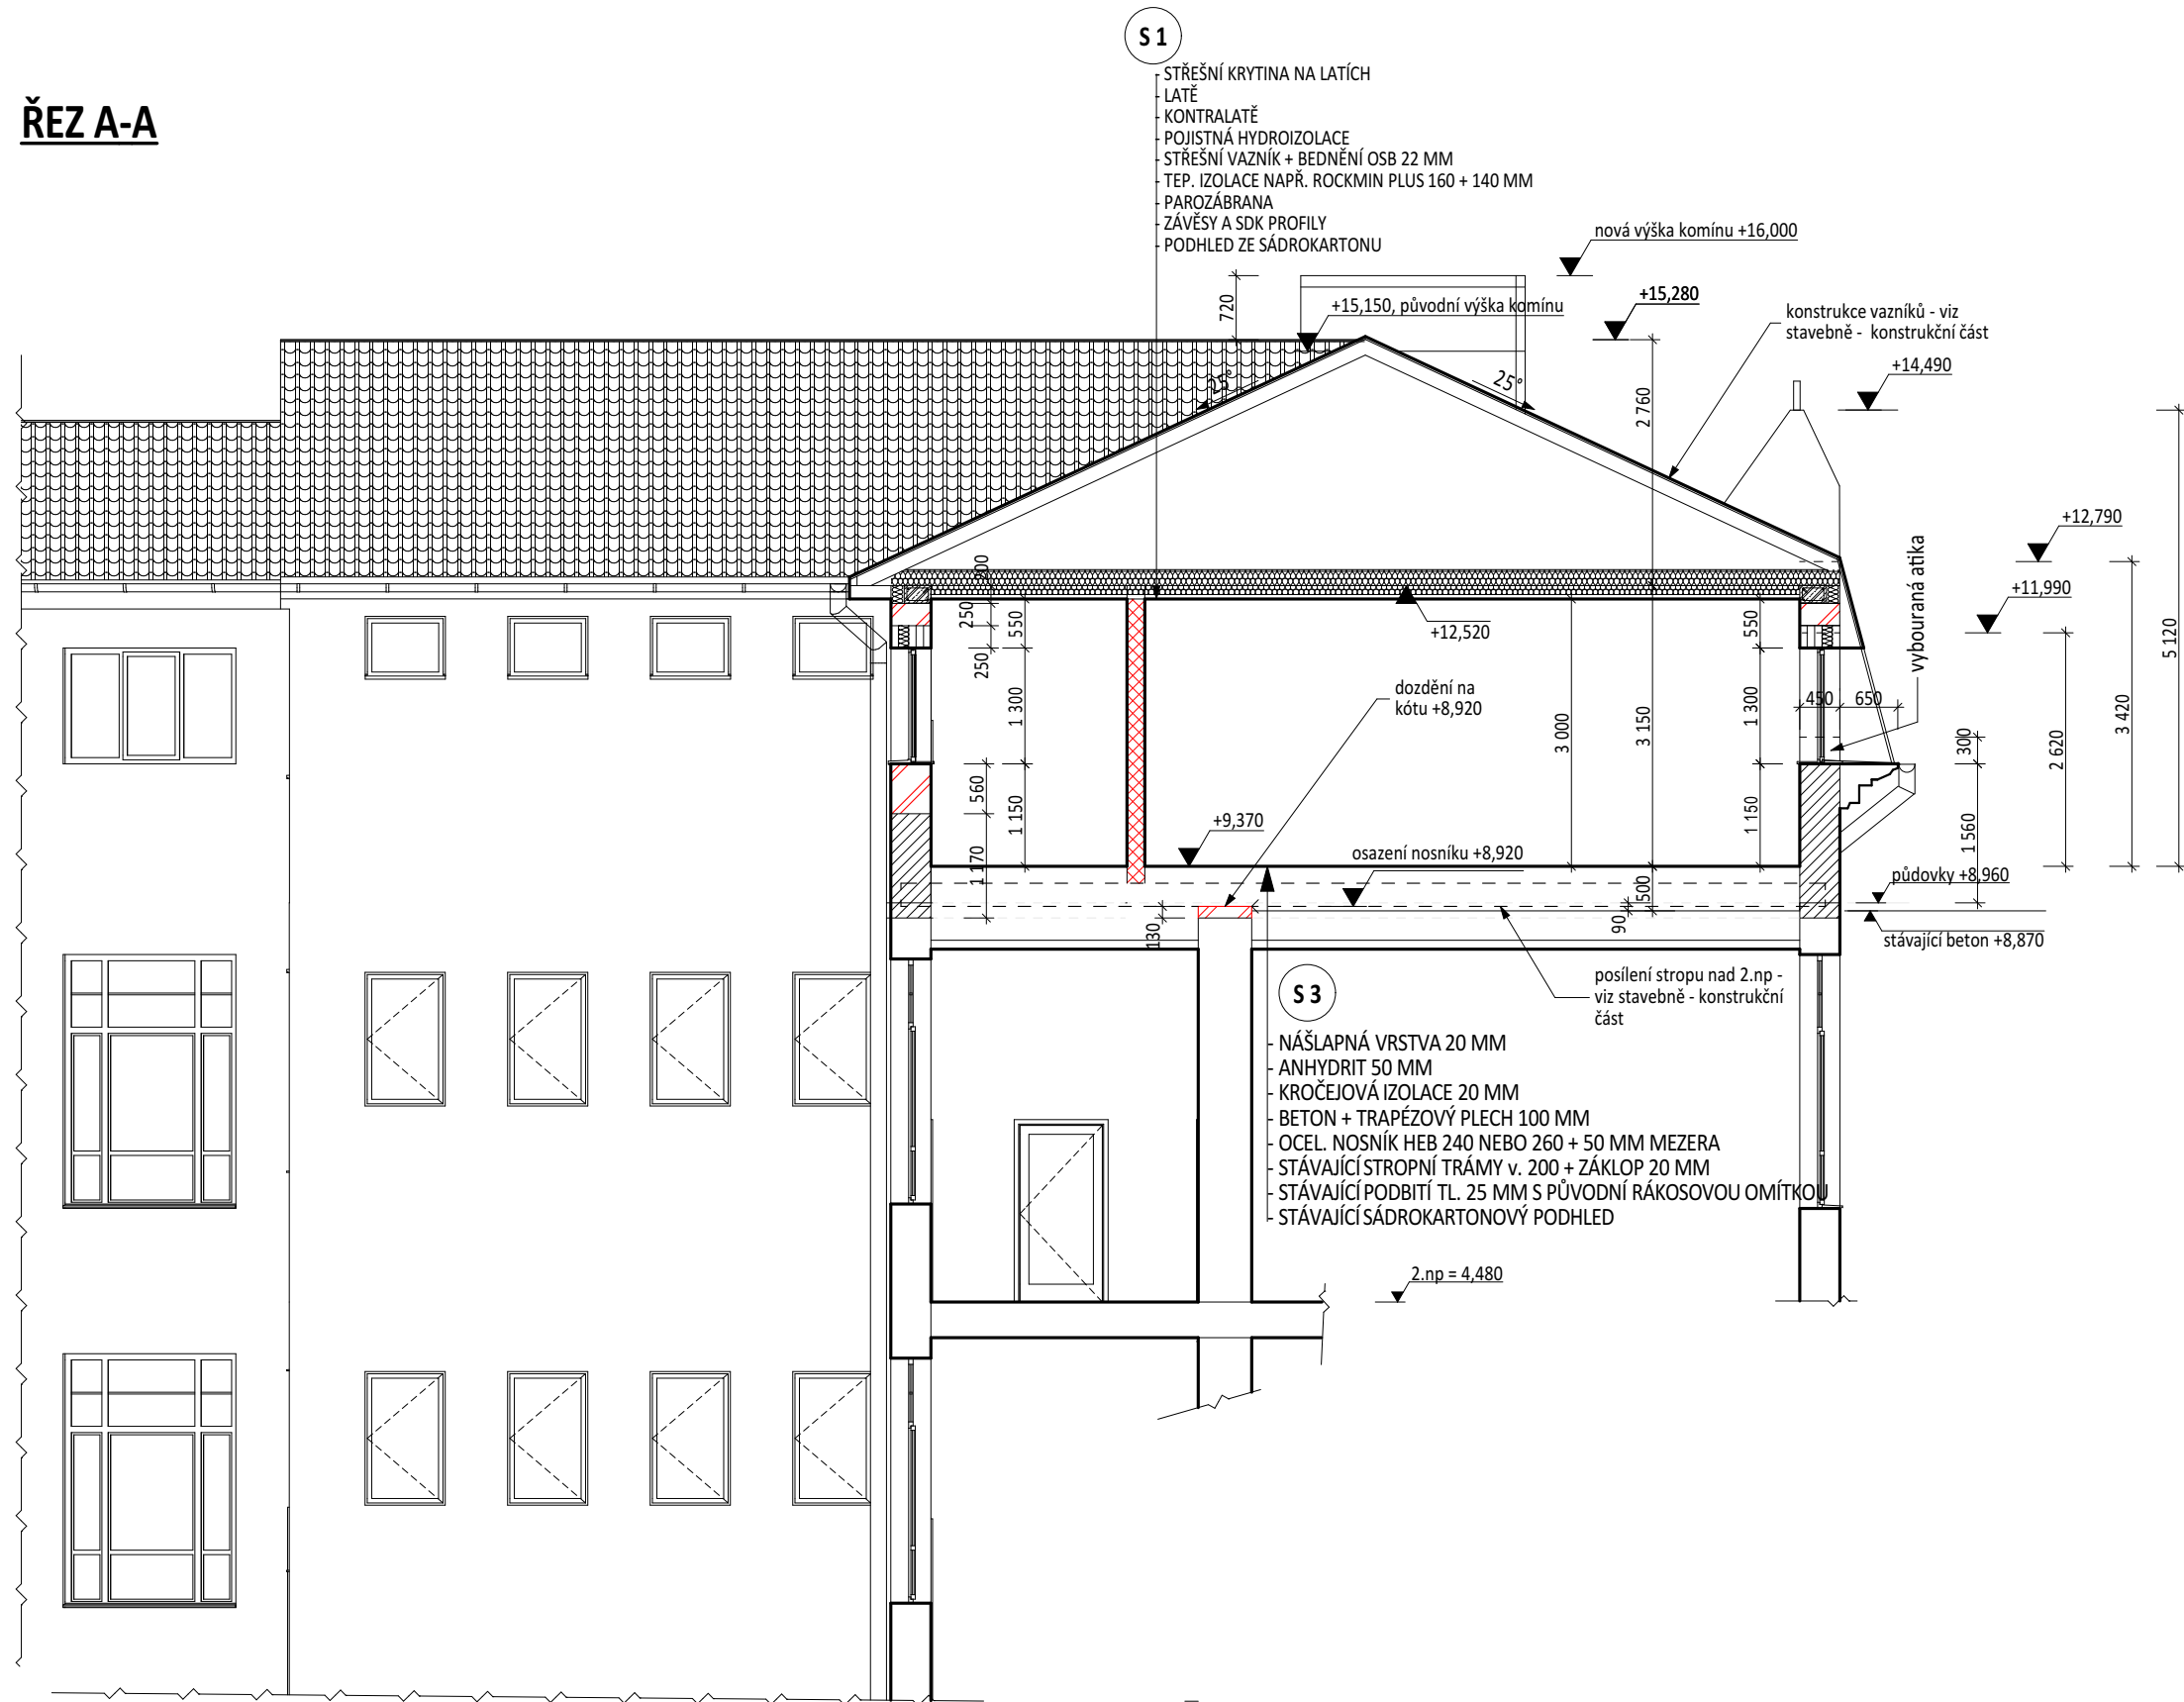 ŘEZ A-A
S 1
STŘEŠNÍ KRYTINA NA LATÍCH
LATĚ
KONTRALATĚ
POJISTNÁ HYDROIZOLACE
STŘEŠNÍ VAZNÍK + BEDNĚNÍ OSB 22 MM
TEP. IZOLACE NAPŘ. ROCKMIN PLUS 160 + 140 MM
PAROZÁBRANA
ZÁVĚSY A SDK PROFILY
PODHLED ZE SÁDROKARTONU
nová výška komínu +16,000
720
+15,150, původní výška komínu
+15,280
konstrukce vazníků - viz
stavebně - konstrukční část
+14,490
25°
25°
2 760
+12,790
vybouraná atika
+11,990
5 120
3 420
2 620
200
250
550
250
+12,520
550
1 300
dozdění na
kótu +8,920
3 000
3 150
1 300
450
650
300
560
1 150
1 170
+9,370
osazení nosníku +8,920
1 150
1 560
500
90
130
půdovky +8,960
stávající beton +8,870
posílení stropu nad 2.np -
viz stavebně - konstrukční
část
S 3
NÁŠLAPNÁ VRSTVA 20 MM
ANHYDRIT 50 MM
KROČEJOVÁ IZOLACE 20 MM
BETON + TRAPÉZOVÝ PLECH 100 MM
OCEL. NOSNÍK HEB 240 NEBO 260 + 50 MM MEZERA
STÁVAJÍCÍ STROPNÍ TRÁMY v. 200 + ZÁKLOP 20 MM
STÁVAJÍCÍ PODBITÍ TL. 25 MM S PŮVODNÍ RÁKOSOVOU OMÍTKOU
STÁVAJÍCÍ SÁDROKARTONOVÝ PODHLED
2.np = 4,480